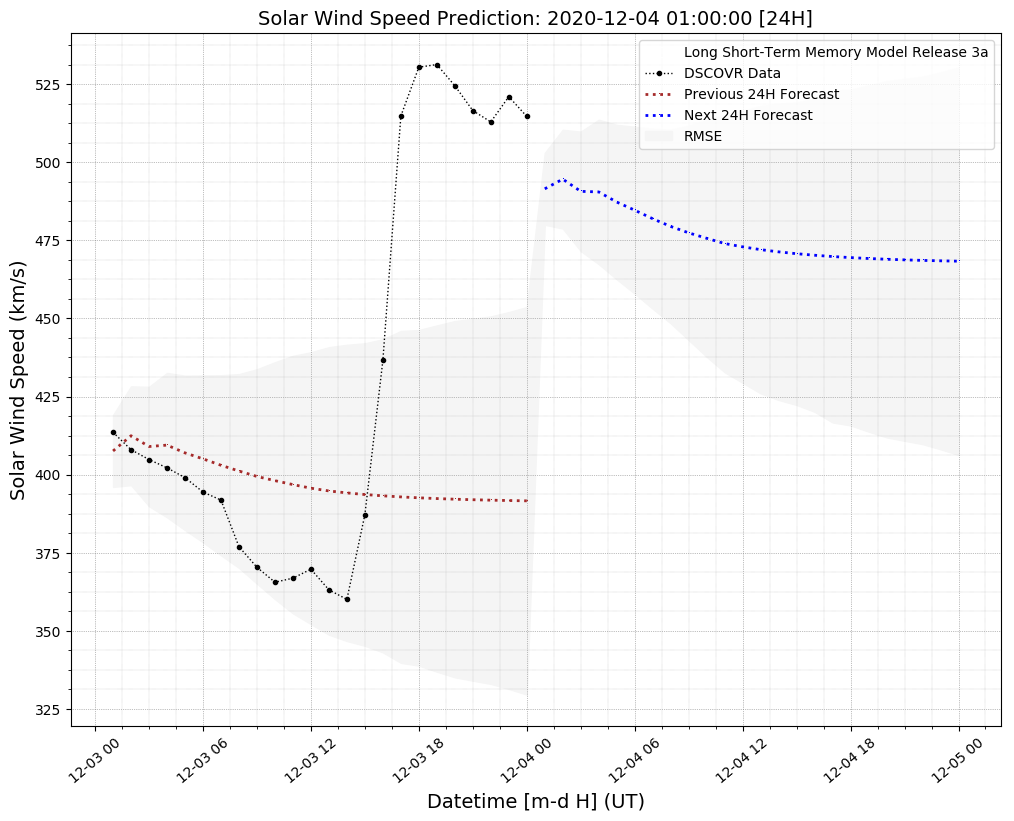 Solar Wind Speed Prediction: 2020-12-04 01:00:00 [24H]
Long Short-Term Memory Model Release 3a
DSCOVR Data
Previous 24H Forecast
Next 24H Forecast
RMSE
Solar Wind Speed (km/s)
525
500
475
450
425
400
375
350
325
12-03 00
12-03 06
12-03 12
12-03 18
12-04 00
12-04 06
12-04 12
12-04 18
12-05 00
Datetime [m-d H] (UT)